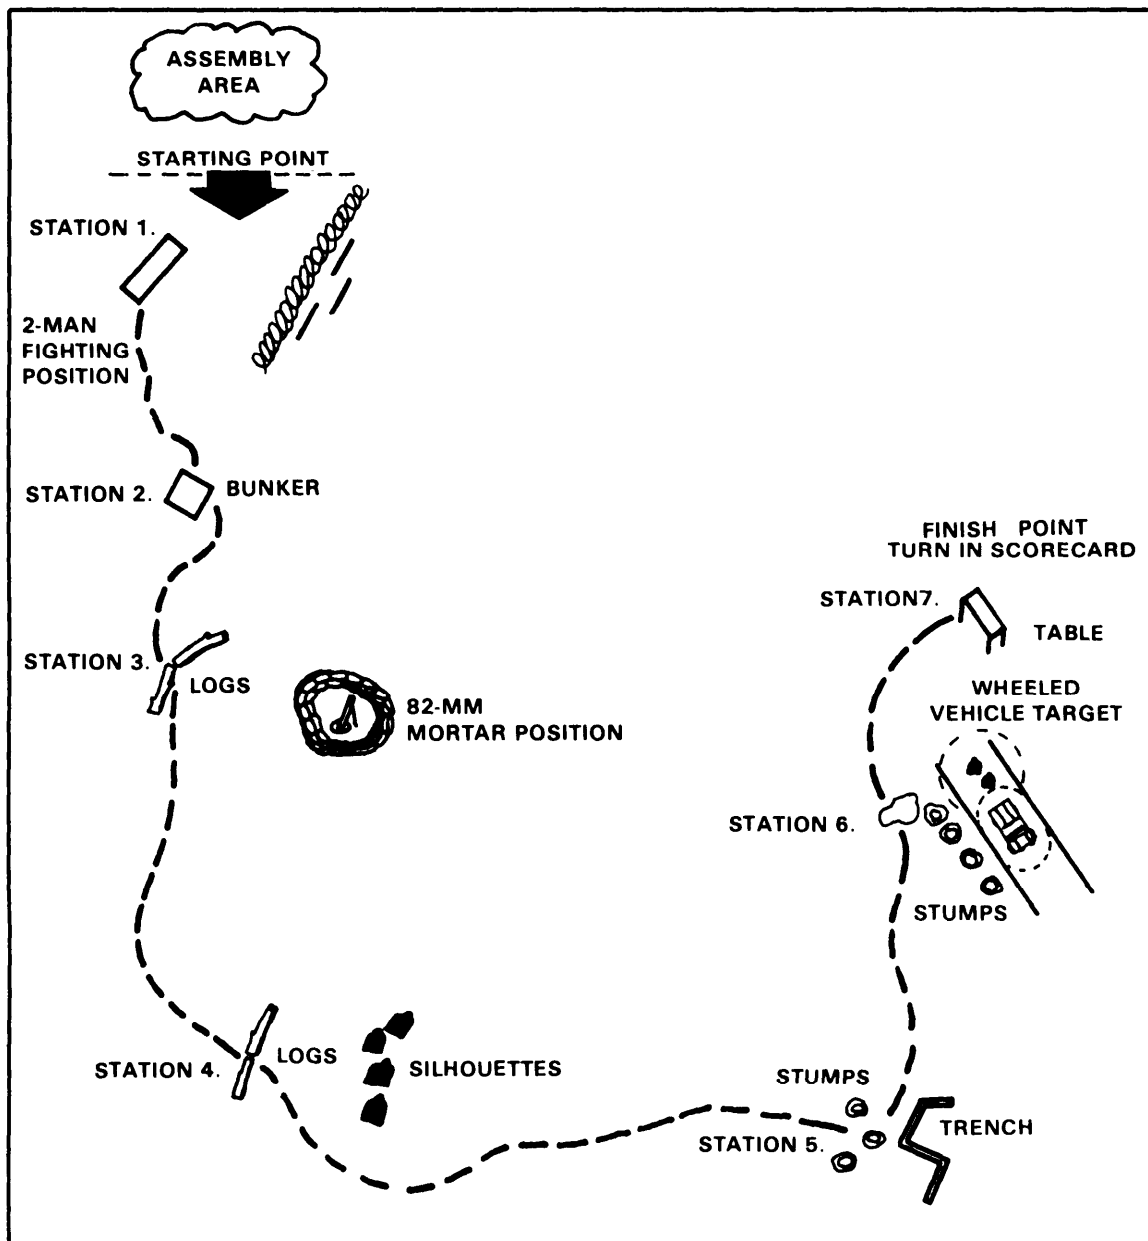 ASSEMBLY
AREA
STARTING POINT
STATION 1.
2-MAN
FIGHTING
POSITION
STATION 2.
BUNKER
STATION 3.
LOGS
82-MM
MORTAR POSITION
STATION 4.
LOGS
SILHOUETTES
STUMPS
STATION 5.
TRENCH
STATION 6.
STUMPS
WHEELED
VEHICLE TARGET
STATION7.
TABLE
FINISH POINT
TURN IN SCORECARD